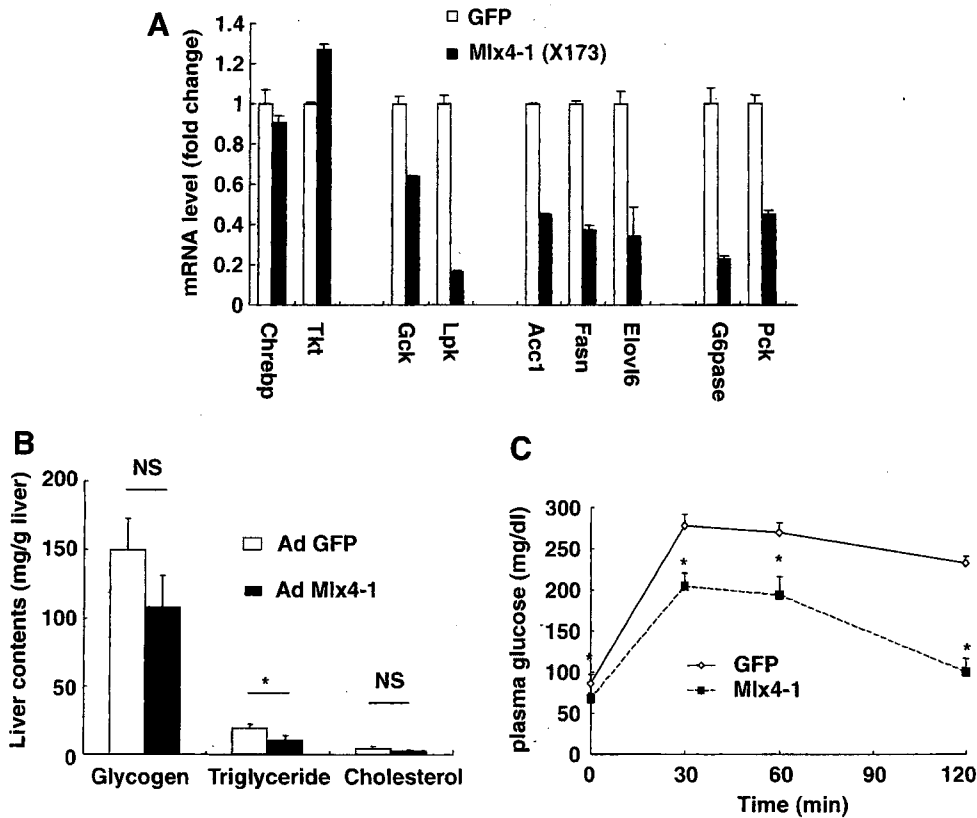 A
GFP
Mlx4-1 (X173)
mRNA level (fold change)
1.4
1.2
1
0.8
0.6
0.4
0.2
0
Chrebp
Tkt
Gck
Lpk
Acc1
Fasn
Elovl6
G6pase
Pck
B
Liver contents (mg/g liver)
200
150
100
50
0
NS
*
NS
Ad GFP
Ad Mlx4-1
Glycogen
Triglyceride
Cholesterol
C
plasma glucose (mg/dl)
300
250
200
150
100
50
0
*
*
*
*
GFP
Mlx4-1
0
30
60
90
120
Time (min)